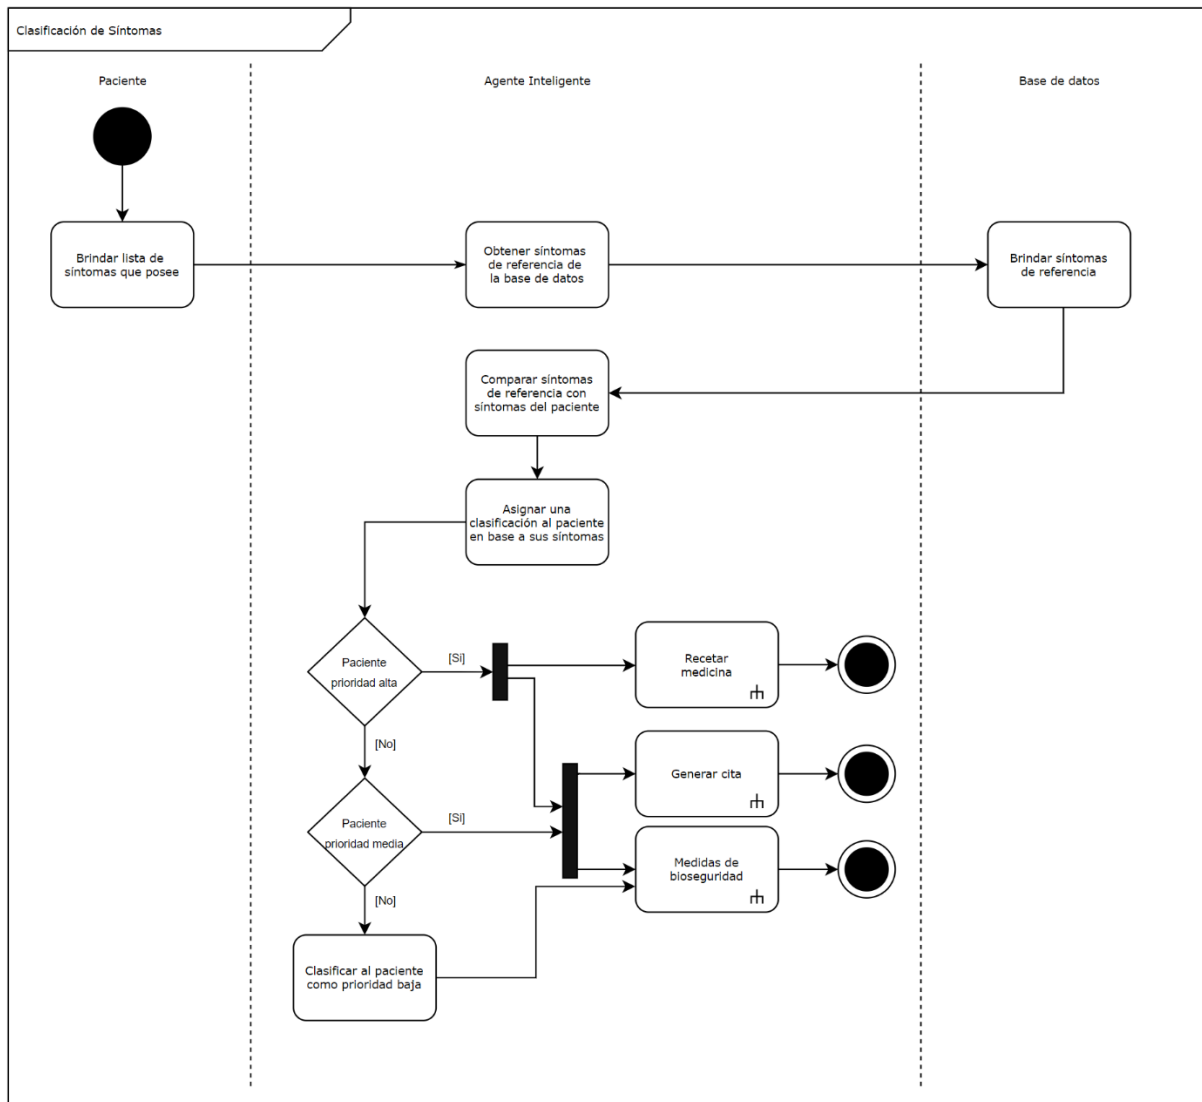 Clasificación de Síntomas
Paciente
Agente Inteligente
Base de datos
Brindar lista de
síntomas que posee
Obtener síntomas
de referencia de
la base de datos
Brindar síntomas
de referencia
Comparar síntomas
de referencia con
síntomas del paciente
Asignar una
clasificación al paciente
en base a sus síntomas
Paciente
prioridad alta
[Si]
Recetar
medicina
[No]
Generar cita
Paciente
prioridad media
[Si]
Medidas de
bioseguridad
[No]
Clasificar al paciente
como prioridad baja